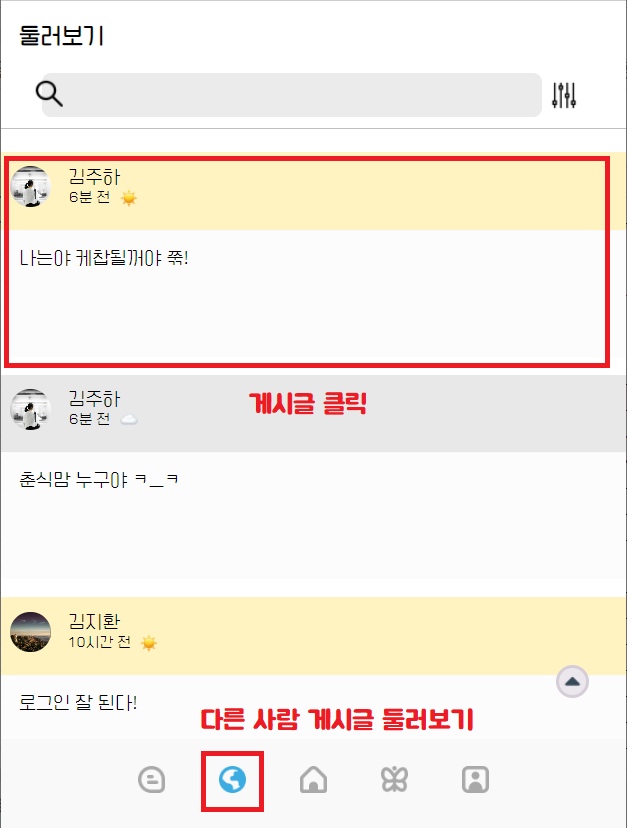 둘러보기
김주하
6분 전
나는야 케찹될꺼야 쮺!
김주하
6분 전
게시글 클릭
춘식맘 누구야 ㅋ__ㅋ
김지환
10시간 전
로그인 잘 된다!
다른 사람 게시글 둘러보기